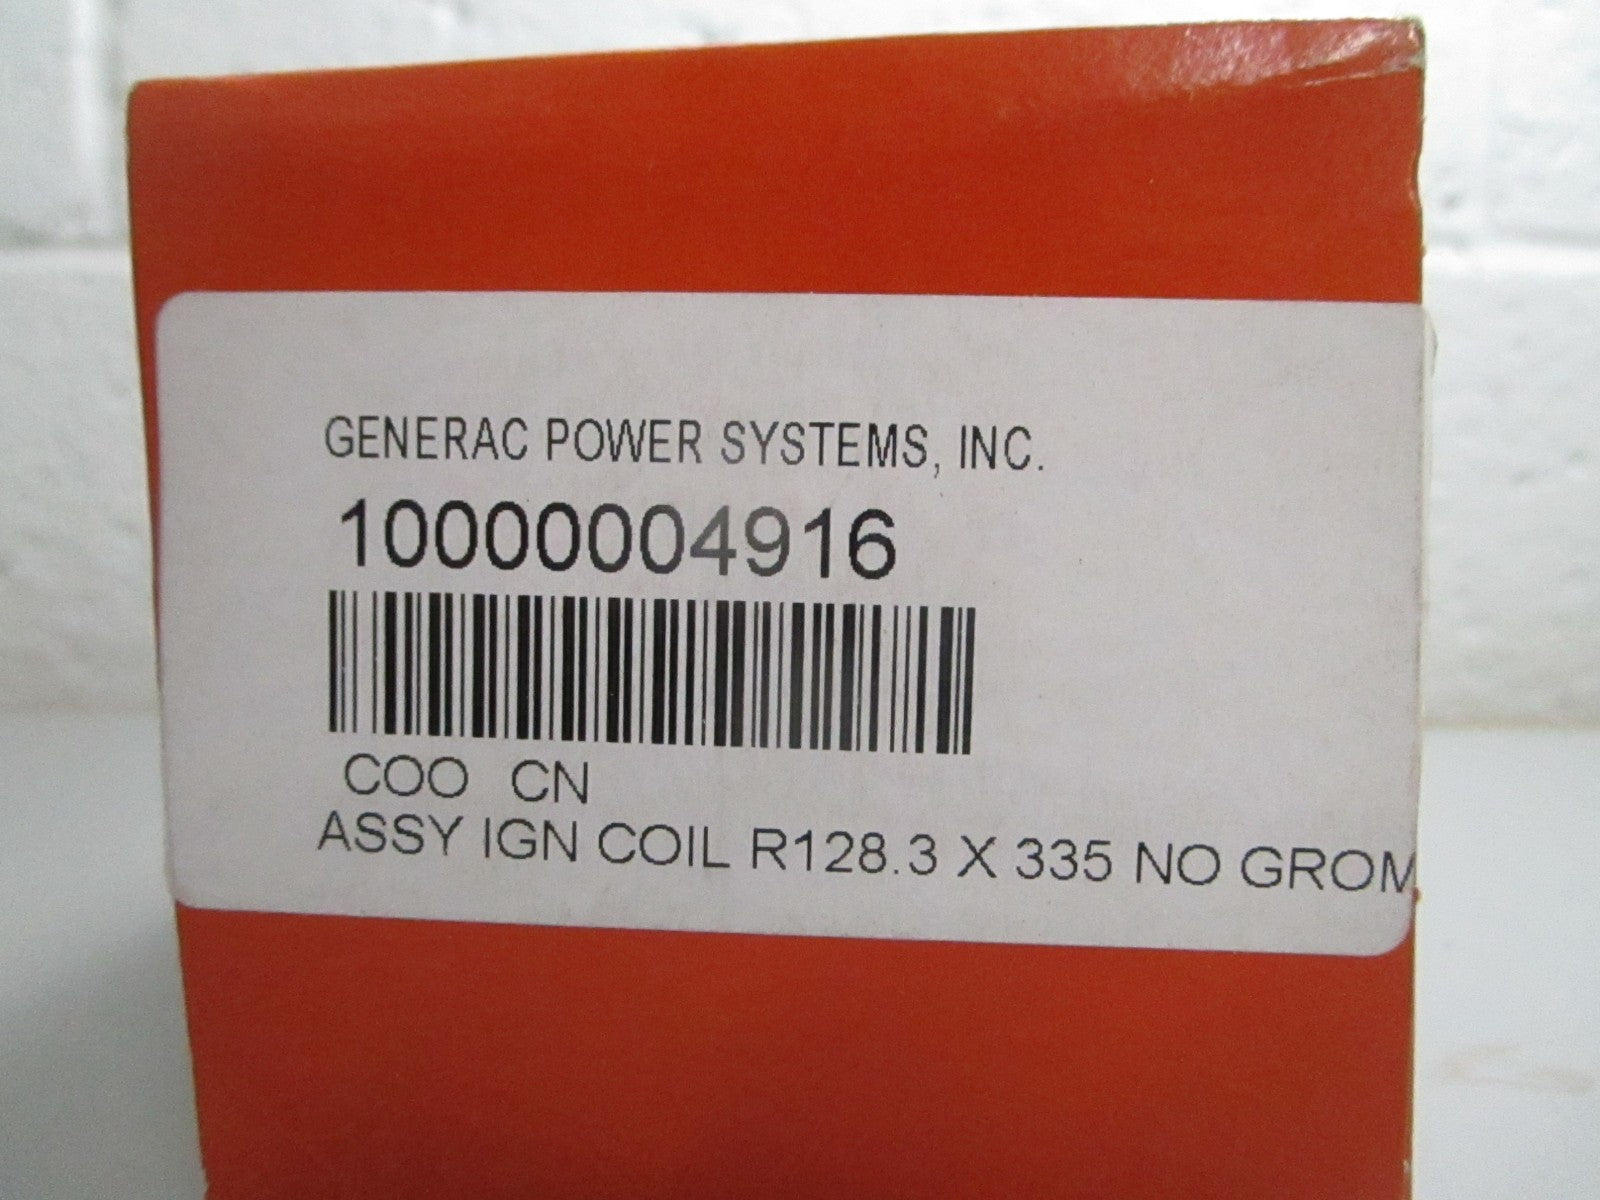 GENERAC POWER SYSTEMS, INC.
10000004916
COO CN
ASSY IGN COIL R128.3 X 335 NO GROM